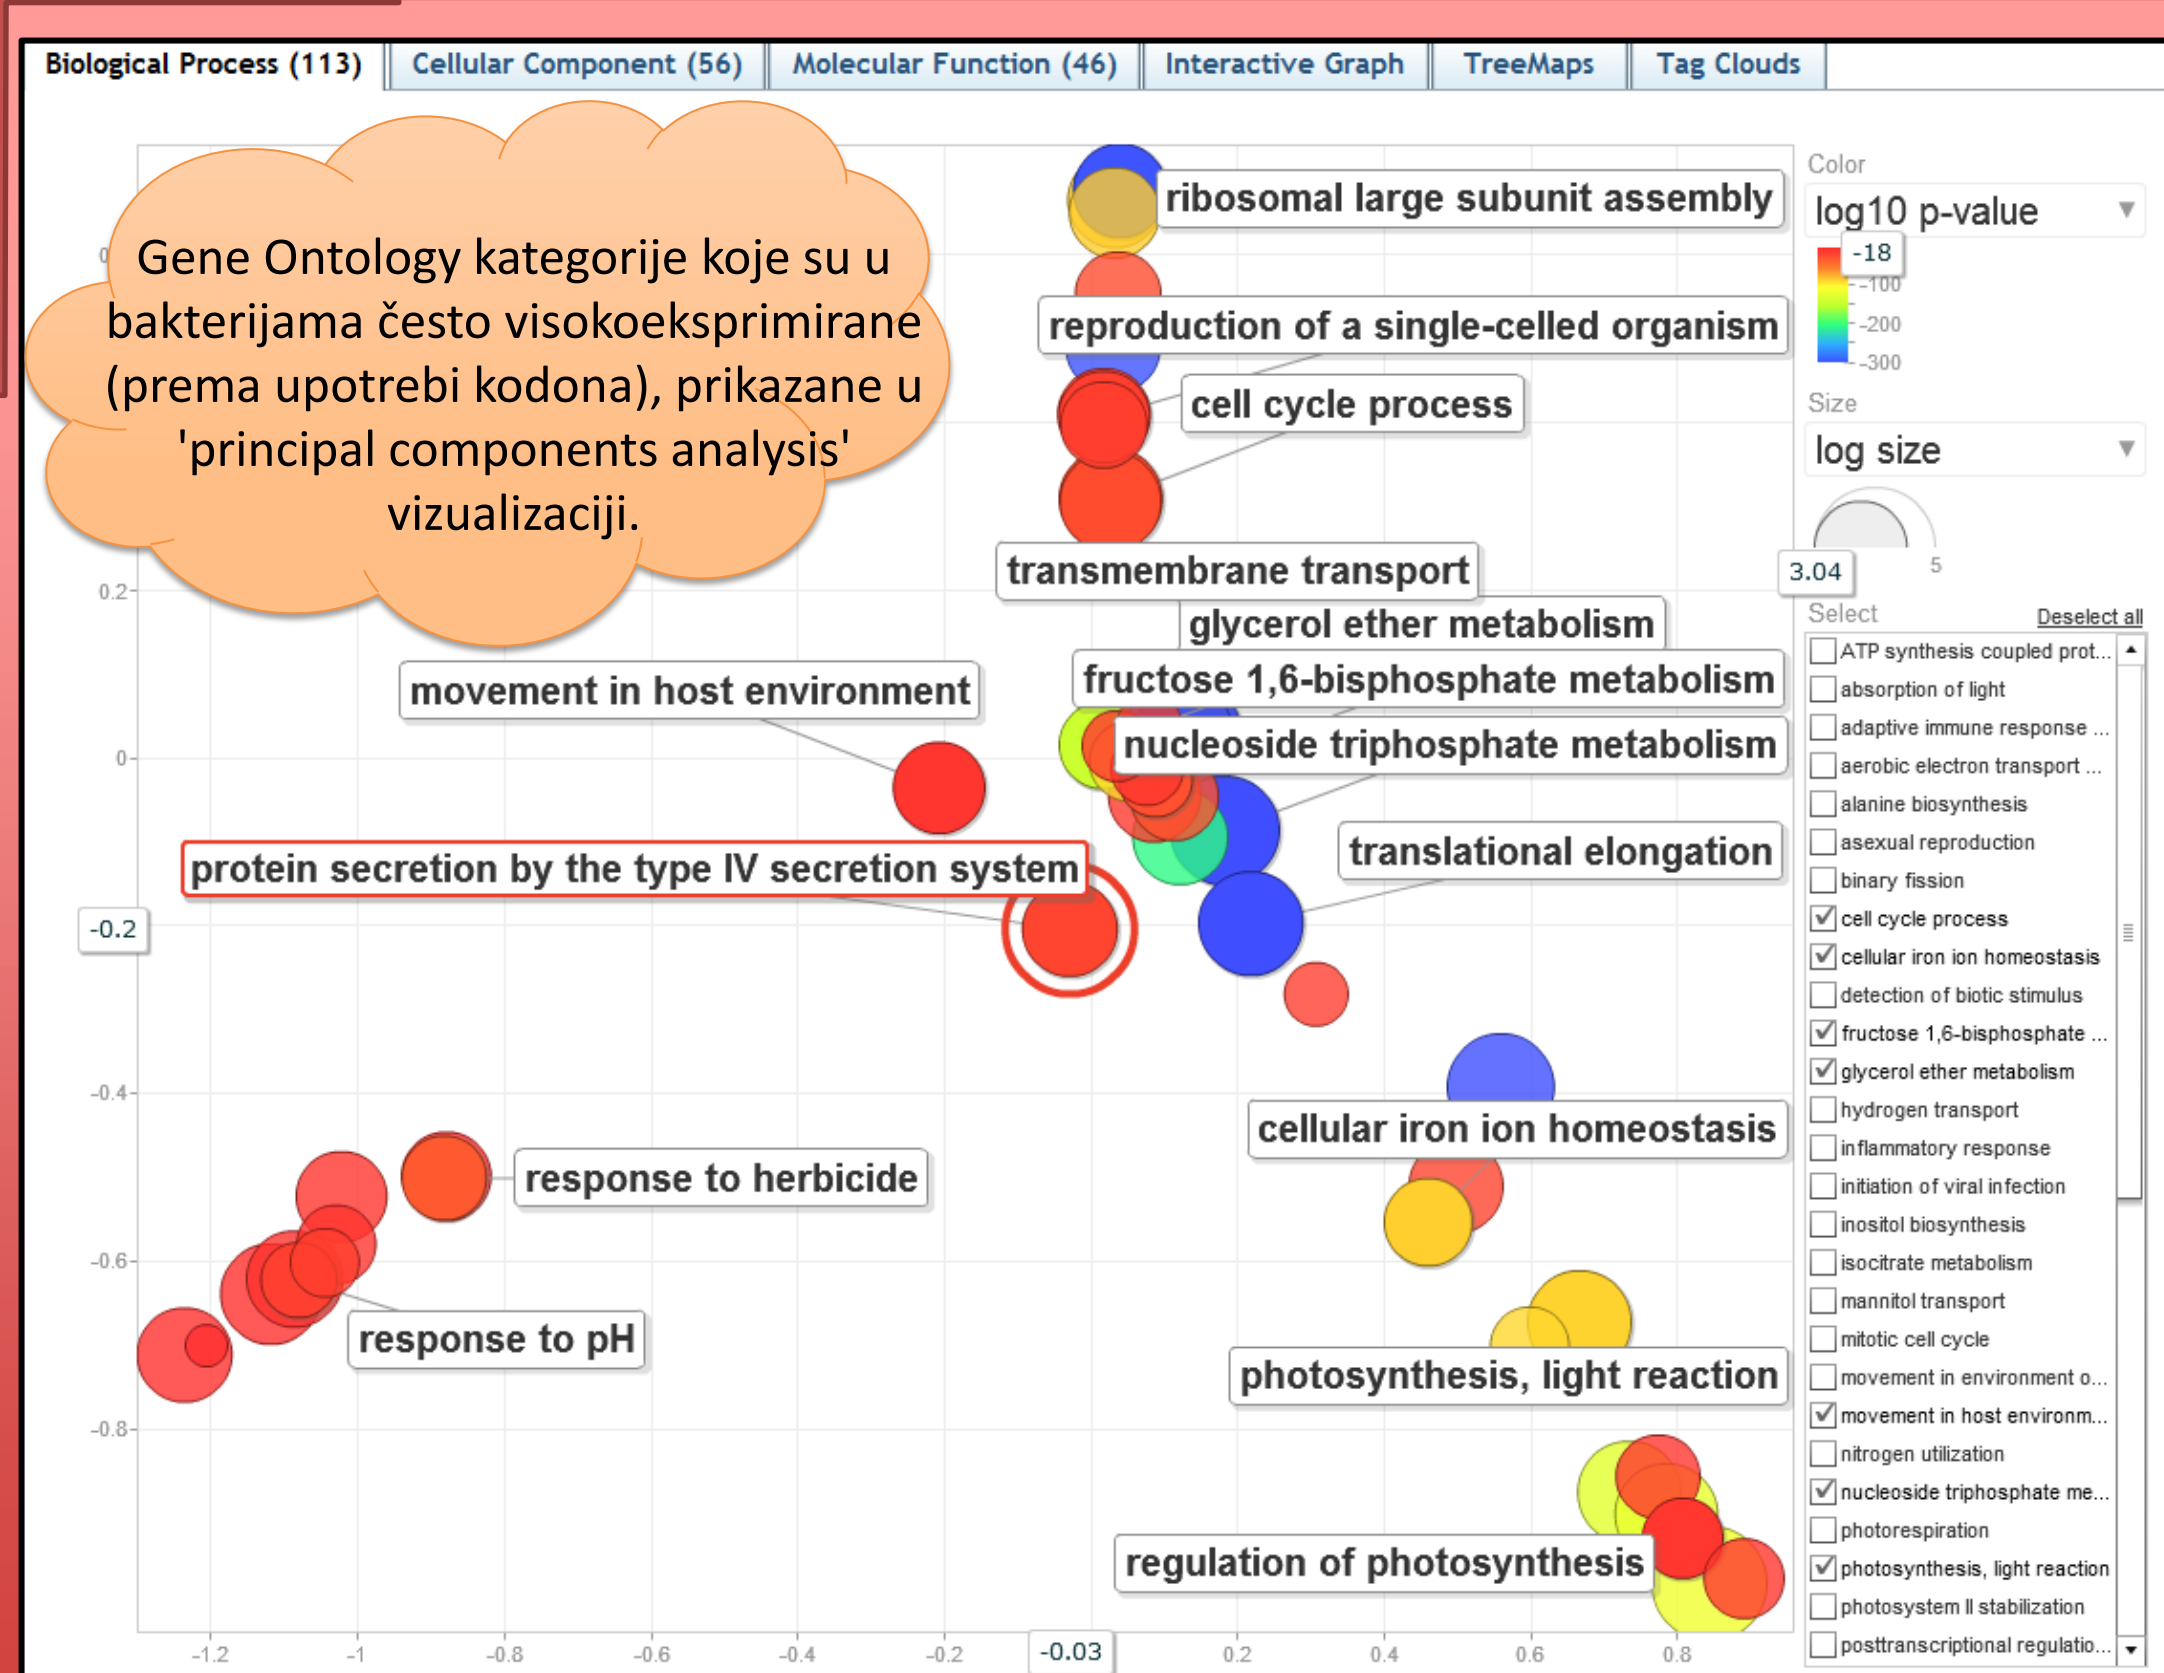 Biological Process (113)
Cellular Component (56)
Molecular Function (46)
Interactive Graph
TreeMaps
Tag Clouds
Gene Ontology kategorije koje su u
bakterijama često visokoeksprimirane
(prema upotrebi kodona), prikazane u
'principal components analysis'
vizualizaciji.
ribosomal large subunit assembly
reproduction of a single-celled organism
cell cycle process
transmembrane transport
glycerol ether metabolism
fructose 1,6-bisphosphate metabolism
movement in host environment
nucleoside triphosphate metabolism
translational elongation
protein secretion by the type IV secretion system
cellular iron ion homeostasis
response to herbicide
response to pH
photosynthesis, light reaction
regulation of photosynthesis
0.2
0
-0.2
-0.4
-0.6
-0.8
-1.2
-1
-0.8
-0.6
-0.4
-0.2
-0.03
0.2
0.4
0.6
0.8
Color
log10 p-value
-18
-100
-200
-300
Size
log size
3.04
5
Select
Deselect all
ATP synthesis coupled prot...
absorption of light
adaptive immune response ...
aerobic electron transport ...
alanine biosynthesis
asexual reproduction
binary fission
cell cycle process
cellular iron ion homeostasis
detection of biotic stimulus
fructose 1,6-bisphosphate ...
glycerol ether metabolism
hydrogen transport
inflammatory response
initiation of viral infection
inositol biosynthesis
isocitrate metabolism
mannitol transport
mitotic cell cycle
movement in environment o...
movement in host environm...
nitrogen utilization
nucleoside triphosphate me...
photorespiration
photosynthesis, light reaction
photosystem II stabilization
posttranscriptional regulatio...